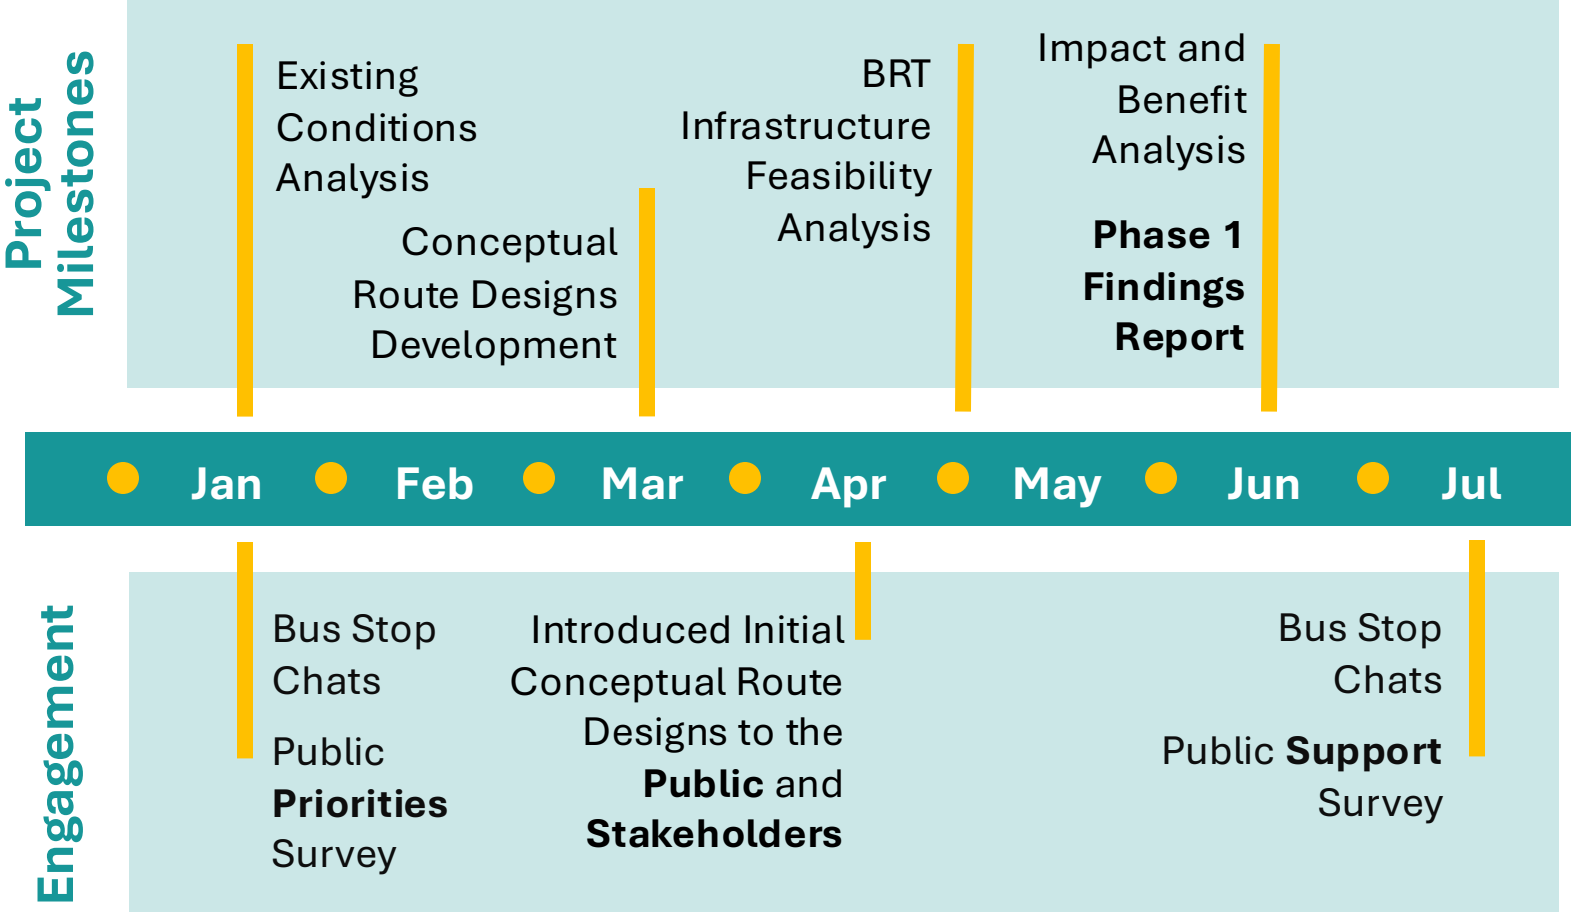 Project
Milestones
Existing
Conditions
Analysis
Conceptual
Route Designs
Development
BRT
Infrastructure
Feasibility
Analysis
Impact and
Benefit
Analysis
Phase 1
Findings
Report
Jan Feb Mar Apr May Jun Jul
Engagement
Bus Stop
Chats
Public
Priorities
Survey
Introduced Initial
Conceptual Route
Designs to the
Public and
Stakeholders
Bus Stop
Chats
Public Support
Survey